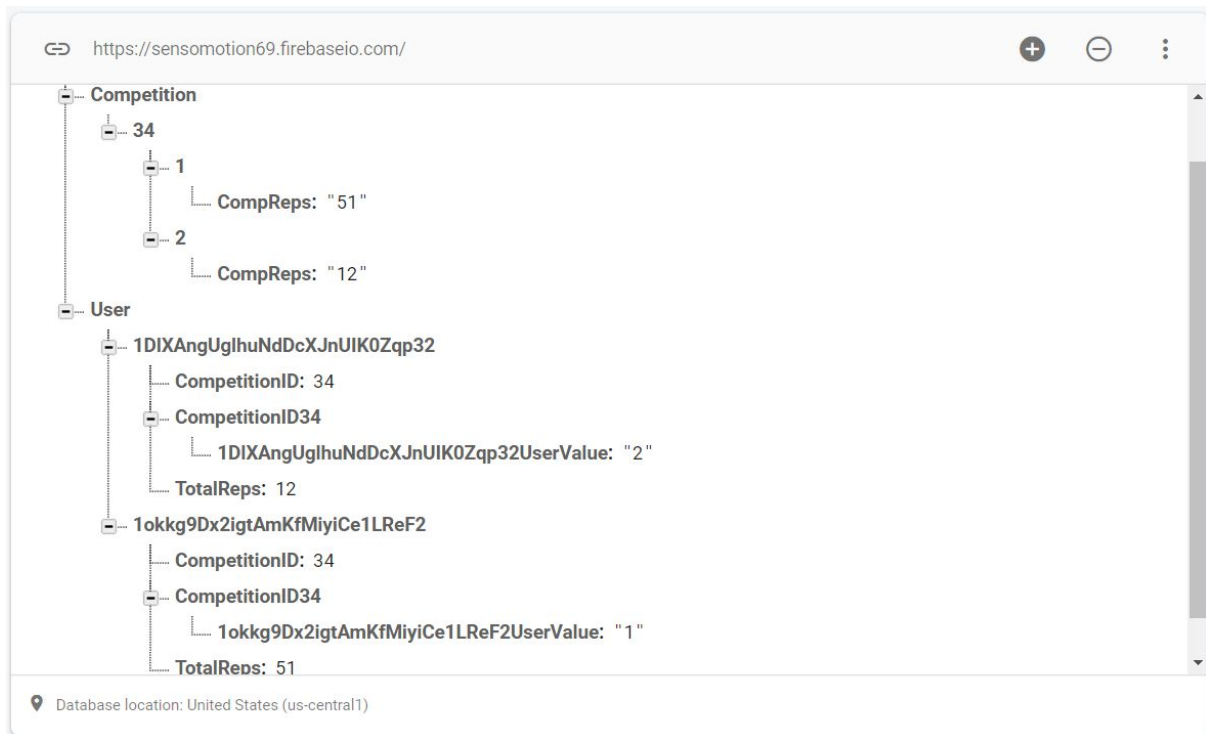 https://sensomotion69.firebaseio.com/
Competition
34
1
CompReps: "51"
2
CompReps: "12"
User
1DIXAngUglhuNdDcXJnUIK0Zqp32
CompetitionID: 34
CompetitionID34
1DIXAngUglhuNdDcXJnUIK0Zqp32UserValue: "2"
TotalReps: 12
1okkg9Dx2igtAmKfMiyiCe1LReF2
CompetitionID: 34
CompetitionID34
1okkg9Dx2igtAmKfMiyiCe1LReF2UserValue: "1"
TotalReps: 51
Database location: United States (us-central1)